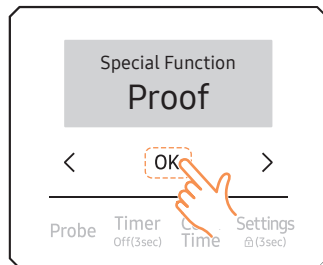 Special Function
Proof
< OK >
Probe Timer Time Settings
Off(3sec) (3sec)